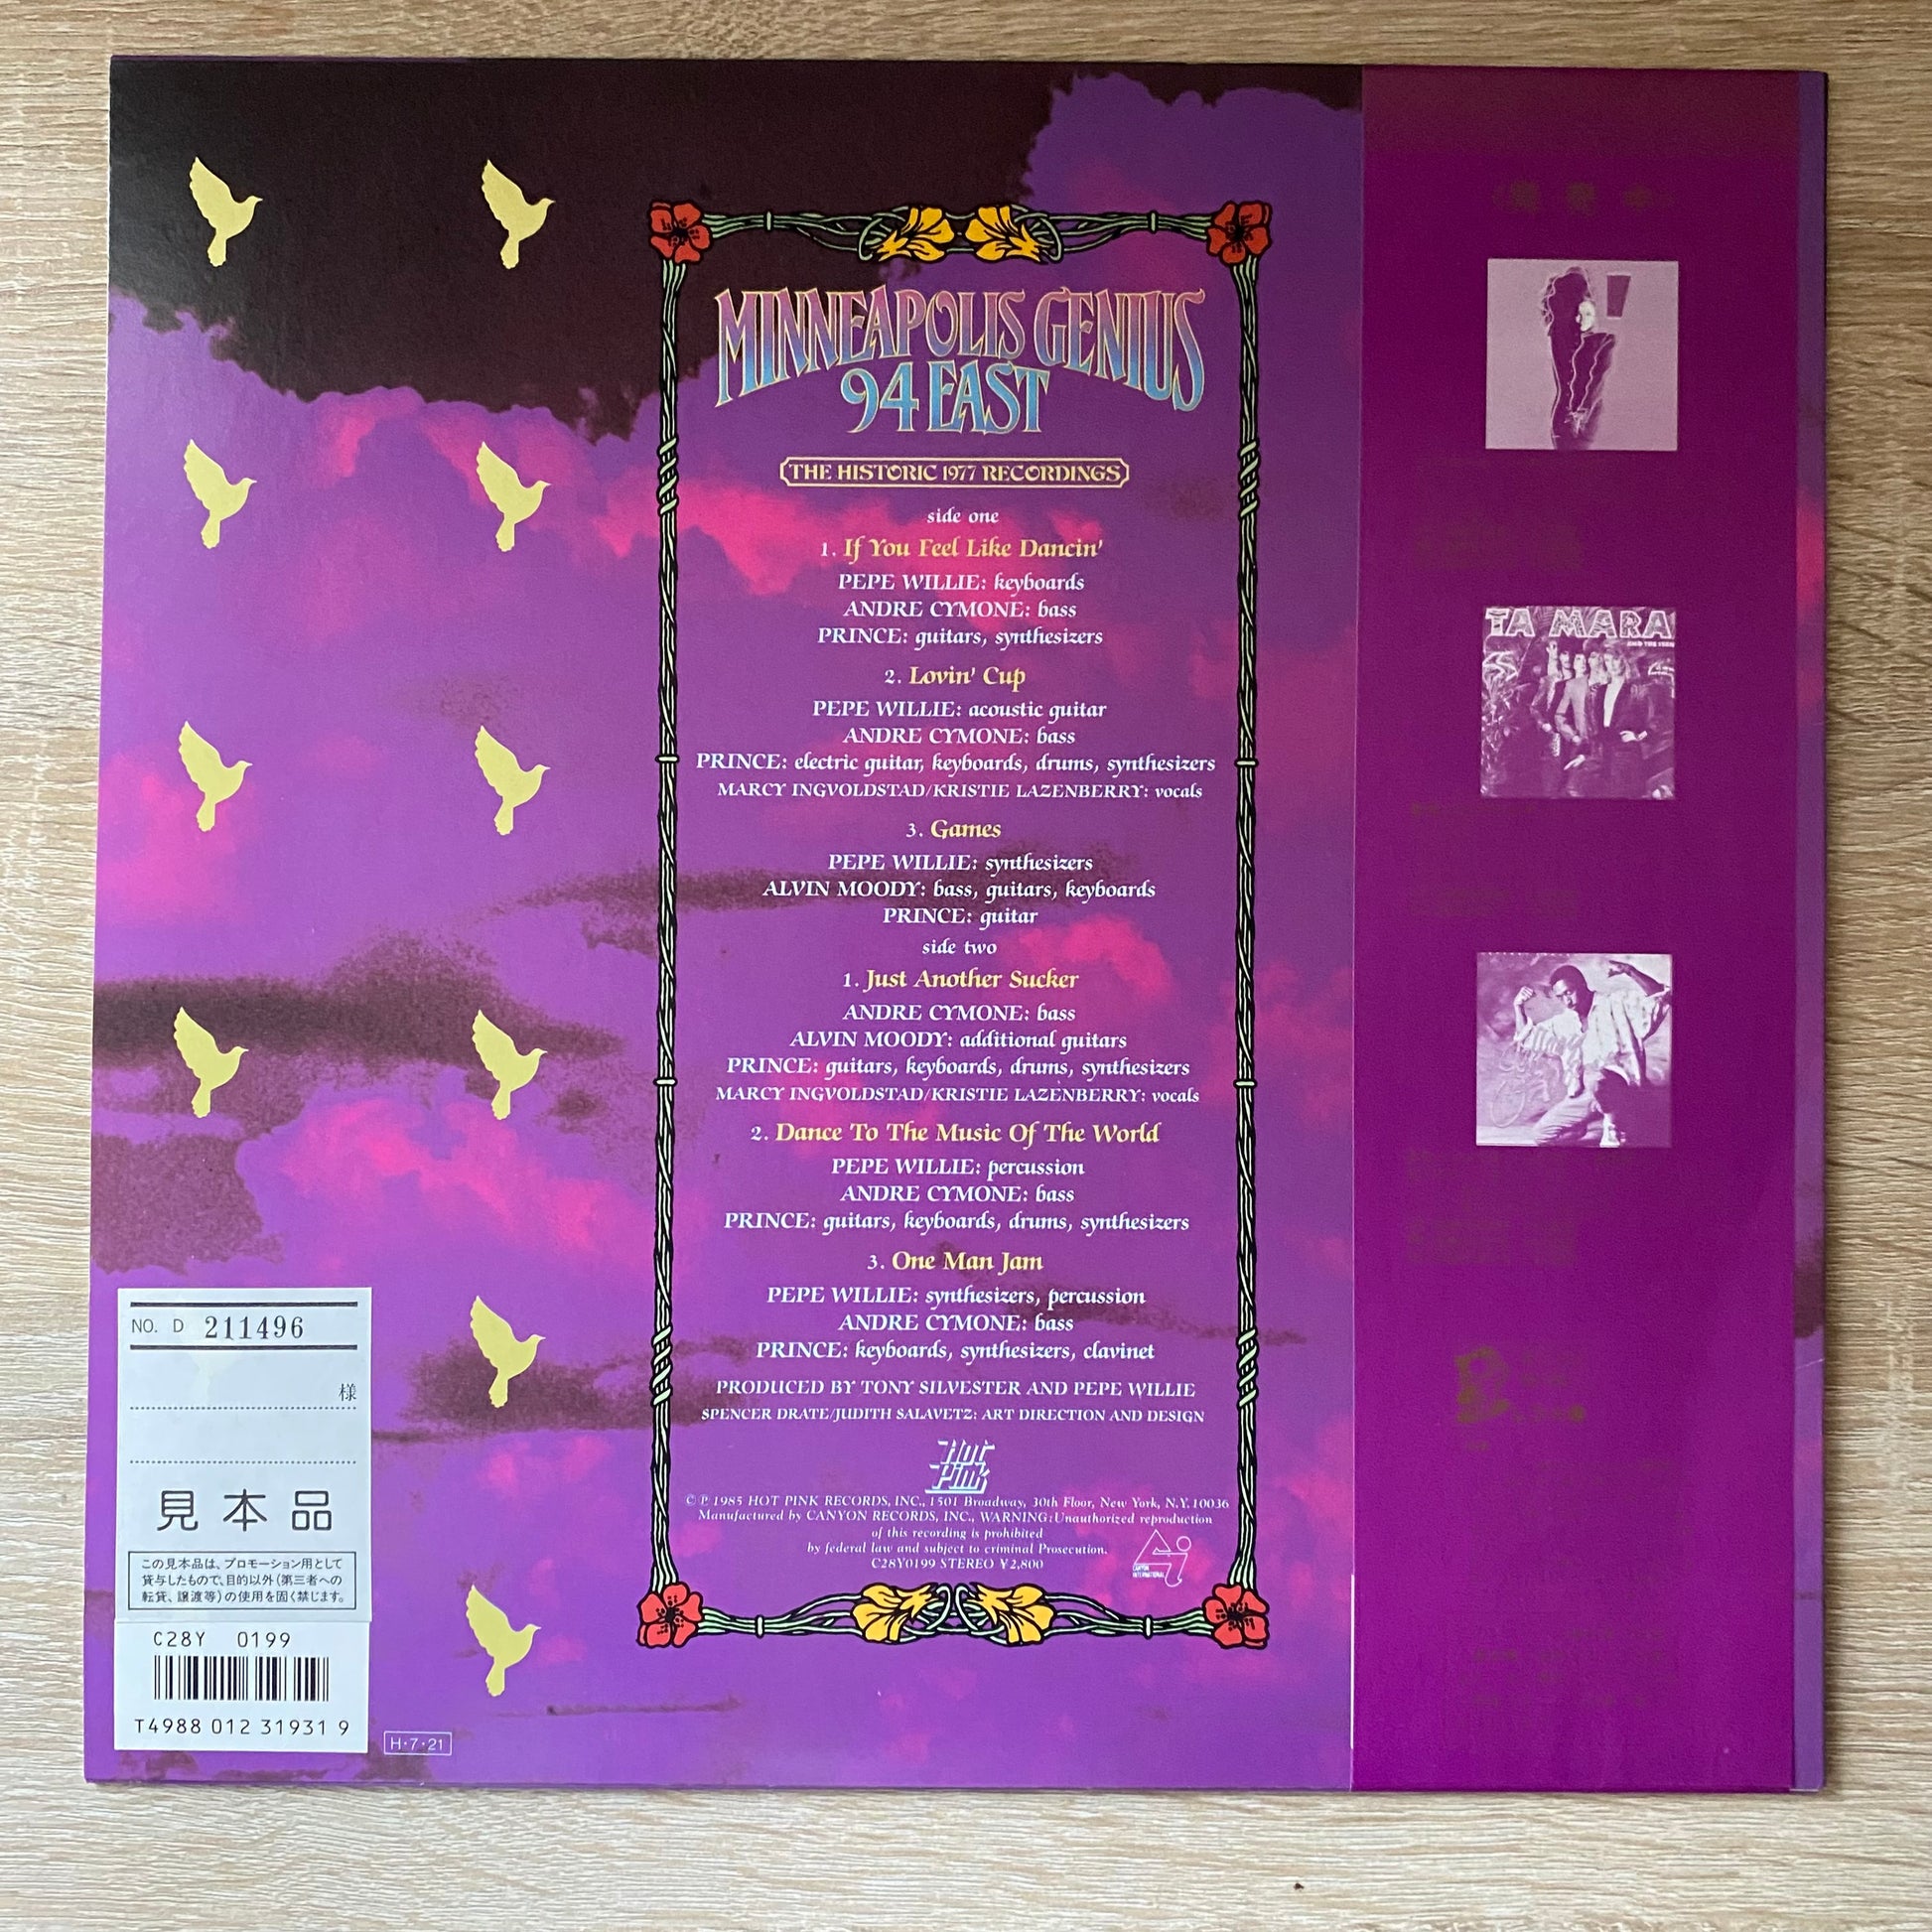 MINNEAPOLIS GENIUS
94 EAST
THE HISTORIC 1977 RECORDINGS
side one
1. If You Feel Like Dancin'
PEPE WILLIE: keyboards
ANDRE CYMONE: bass
PRINCE: guitars, synthesizers
2. Lovin' Cup
PEPE WILLIE: acoustic guitar
ANDRE CYMONE: bass
PRINCE: electric guitar, keyboards, drums, synthesizers
MARCY INGVOLDSTAD/KRISTIE LAZENBERRY: vocals
3. Games
PEPE WILLIE: synthesizers
ALVIN MOODY: bass, guitars, keyboards
PRINCE: guitar
side two
1. Just Another Sucker
ANDRE CYMONE: bass
ALVIN MOODY: additional guitars
PRINCE: guitars, keyboards, drums, synthesizers
MARCY INGVOLDSTAD/KRISTIE LAZENBERRY: vocals
2. Dance To The Music Of The World
PEPE WILLIE: percussion
ANDRE CYMONE: bass
PRINCE: guitars, keyboards, drums, synthesizers
3. One Man Jam
PEPE WILLIE: synthesizers, percussion
ANDRE CYMONE: bass
PRINCE: keyboards, synthesizers, clavinet
PRODUCED BY TONY SILVESTER AND PEPE WILLIE
SPENCER DRATE/JUDITH SALAVETZ: ART DIRECTION AND DESIGN
Hot
Pink
© ℗ 1985 HOT PINK RECORDS, INC., 1501 Broadway, 30th Floor, New York, N.Y. 10036
Manufactured by CANYON RECORDS, INC., WARNING: Unauthorized reproduction
of this recording is prohibited
by federal law and subject to criminal Prosecution.
C28Y0199 STEREO ¥2,800
CANYON
INTERNATIONAL
NO. D 211496
様
見本品
この見本品は、プロモーション用として
貸与したもので、目的以外(第三者への
転貸、譲渡等)の使用を固く禁じます。
C28Y 0199
T4988 012 31931 9
H・7・21
TA MARA
AND THE SEEN